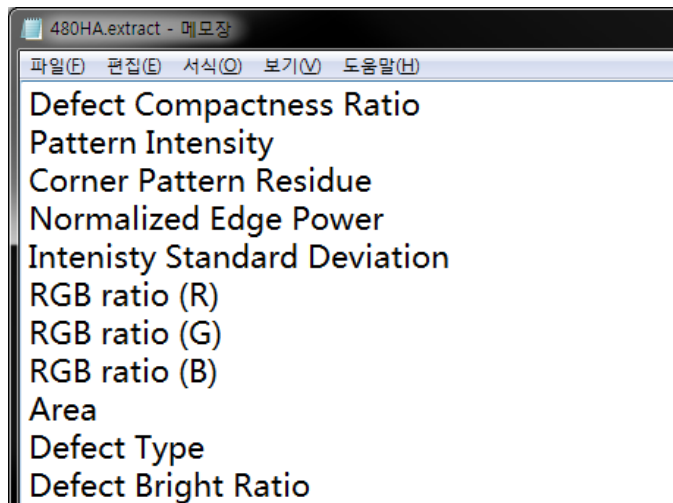 480HA.extract - 메모장
파일(F) 편집(E) 서식(O) 보기(V) 도움말(H)
Defect Compactness Ratio
Pattern Intensity
Corner Pattern Residue
Normalized Edge Power
Intenisty Standard Deviation
RGB ratio (R)
RGB ratio (G)
RGB ratio (B)
Area
Defect Type
Defect Bright Ratio